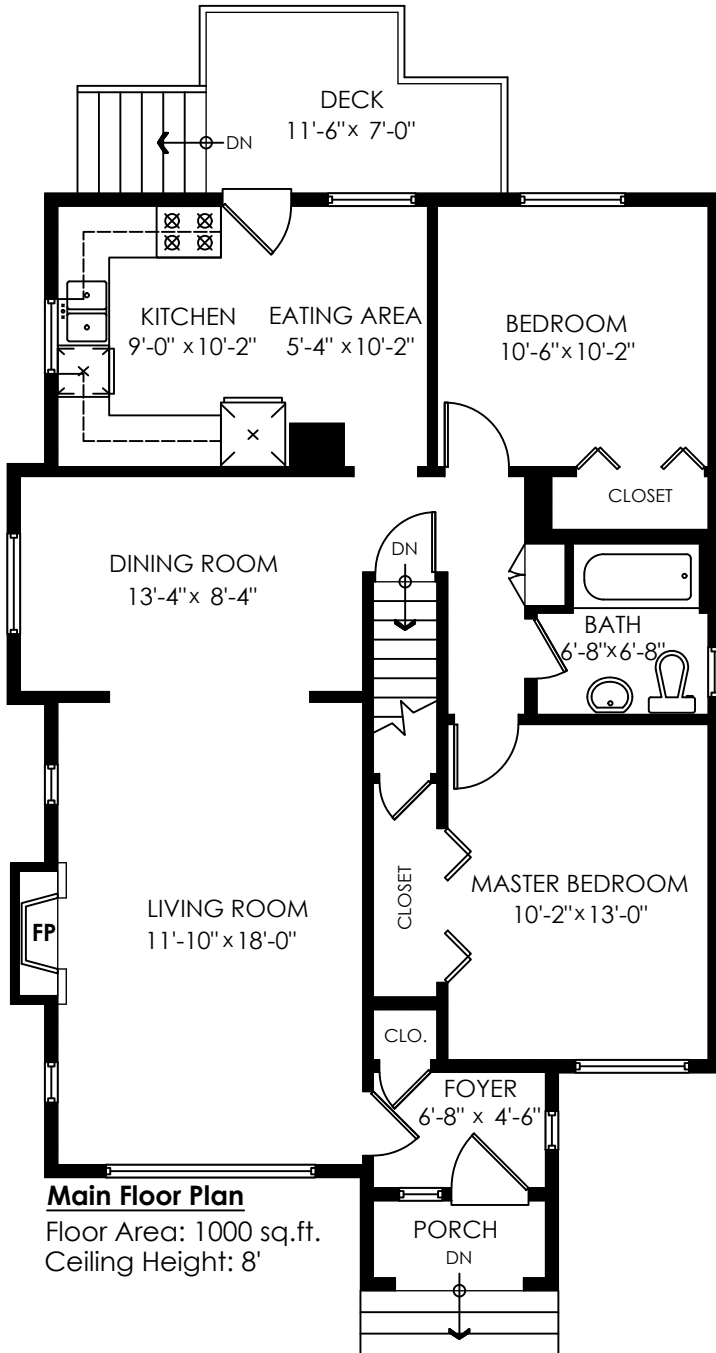 DECK
11'-6" x 7'-0"
DN
KITCHEN
9'-0" x 10'-2"
EATING AREA
5'-4" x 10'-2"
BEDROOM
10'-6" x 10'-2"
CLOSET
DINING ROOM
13'-4" x 8'-4"
DN
BATH
6'-8" x 6'-8"
LIVING ROOM
11'-10" x 18'-0"
FP
CLOSET
MASTER BEDROOM
10'-2" x 13'-0"
CLO.
FOYER
6'-8" x 4'-6"
PORCH
DN
Main Floor Plan
Floor Area: 1000 sq.ft.
Ceiling Height: 8'